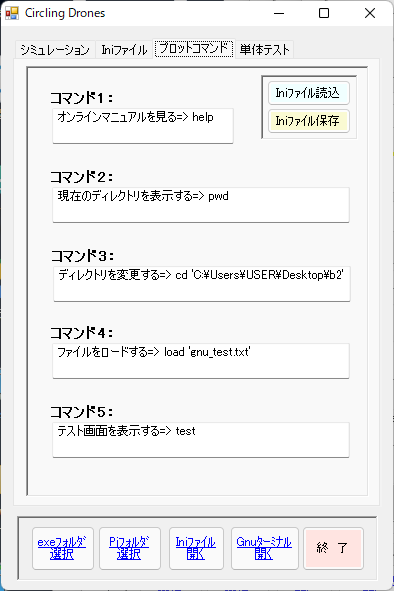 Circling Drones
シミュレーション Iniファイル プロットコマンド 単体テスト
Iniファイル読込
Iniファイル保存
コマンド1：
オンラインマニュアルを見る=> help
コマンド2：
現在のディレクトリを表示する=> pwd
コマンド3：
ディレクトリを変更する=> cd 'C:¥Users¥USER¥Desktop¥b2'
コマンド4：
ファイルをロードする=> load 'gnu_test.txt'
コマンド5：
テスト画面を表示する=> test
exeフォルダ
選択
Pjフォルダ
選択
Iniファイル
開く
Gnuターミナル
開く
終 了